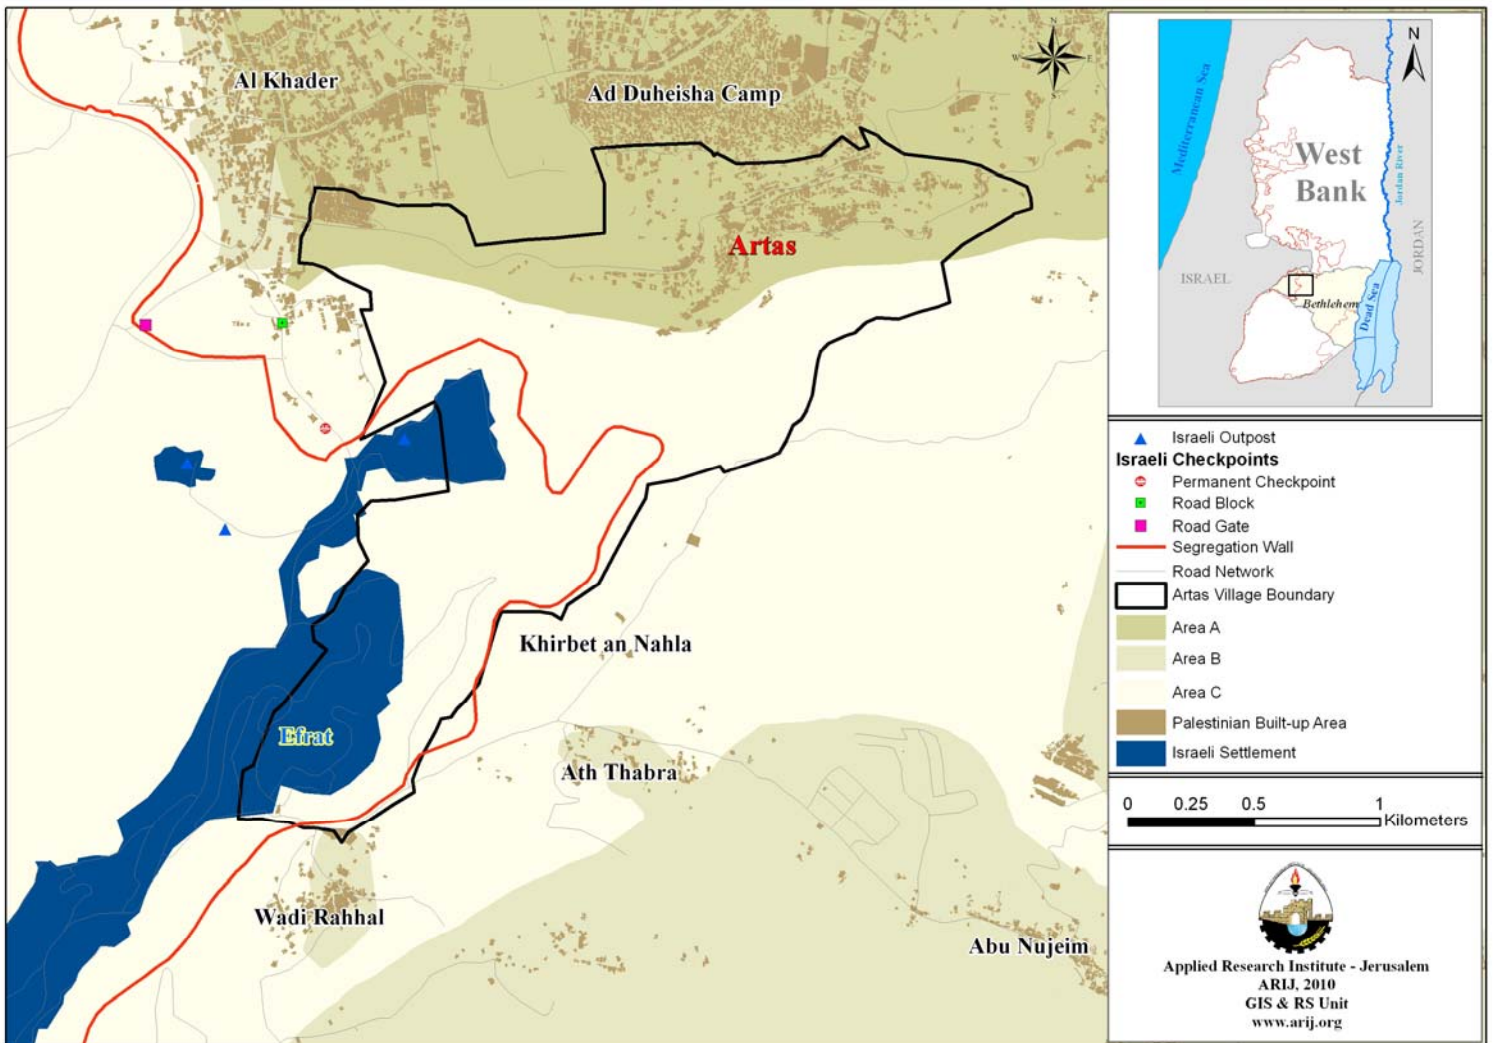 Al Khader
Ad Duheisha Camp
N
W
E
S
Artas
Efrat
Khirbet an Nahla
Ath Thabra
Wadi Rahhal
Abu Nujeim
N
Mediterranean Sea
West
Bank
Jordan River
JORDAN
ISRAEL
Bethlehem
Dead Sea
Israeli Outpost
Israeli Checkpoints
Permanent Checkpoint
Road Block
Road Gate
Segregation Wall
Road Network
Artas Village Boundary
Area A
Area B
Area C
Palestinian Built-up Area
Israeli Settlement
0 0.25 0.5 1
Kilometers
Applied Research Institute - Jerusalem
ARIJ, 2010
GIS & RS Unit
www.arij.org